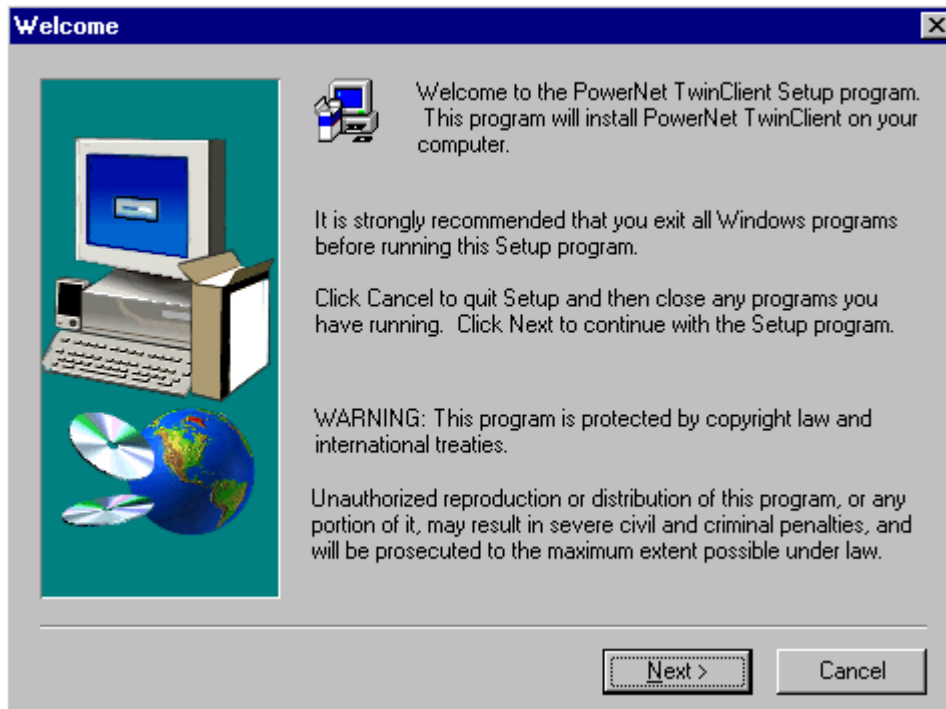 Welcome
Welcome to the PowerNet TwinClient Setup program.
This program will install PowerNet TwinClient on your
computer.
It is strongly recommended that you exit all Windows programs
before running this Setup program.
Click Cancel to quit Setup and then close any programs you
have running.  Click Next to continue with the Setup program.
WARNING: This program is protected by copyright law and
international treaties.
Unauthorized reproduction or distribution of this program, or any
portion of it, may result in severe civil and criminal penalties, and
will be prosecuted to the maximum extent possible under law.
Next >
Cancel